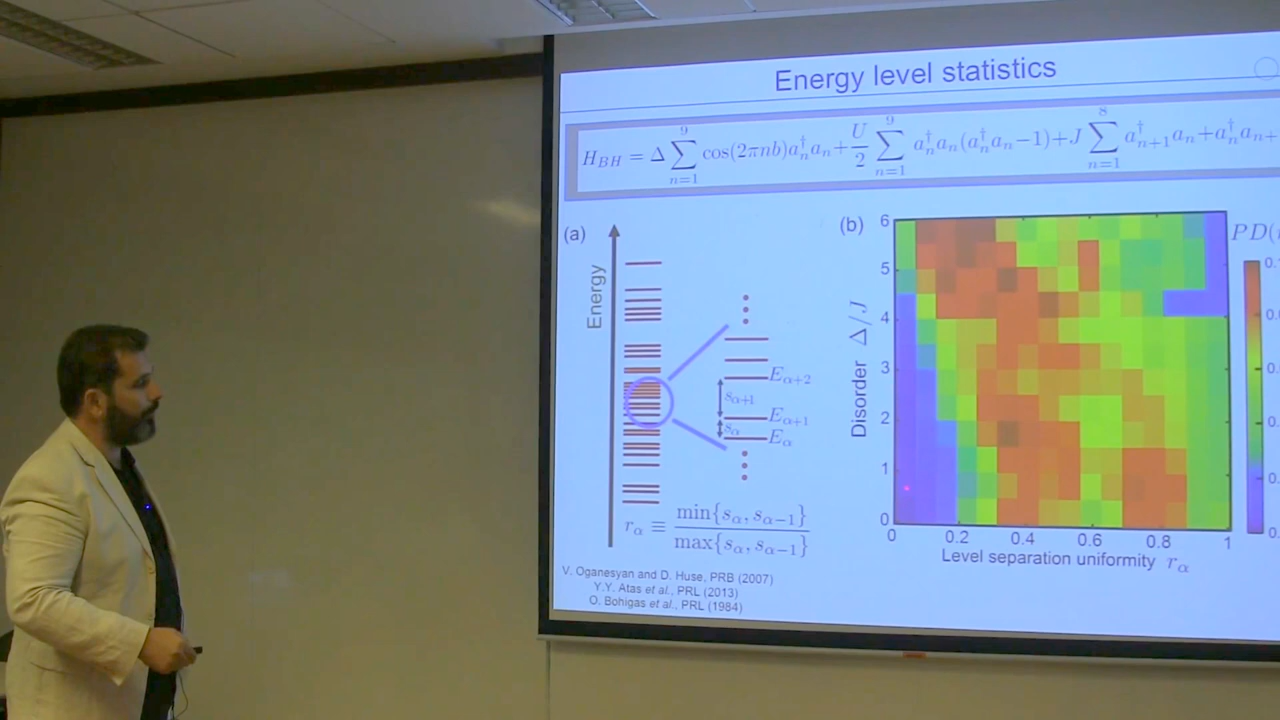 Energy level statistics
H_{BH} = Δ∑_{n=1}^{9} cos(2πnb)a_n^†a_n + U/2 ∑_{n=1}^{9} a_n^†a_n(a_n^†a_n−1)+J∑_{n=1}^{8} a_{n+1}^†a_n+a_n^†a_{n+
(a)
Energy
E_{α+2}
s_{α+1}
E_{α+1}
s_α
E_α
r_α ≡ min{s_α, s_{α−1}} / max{s_α, s_{α−1}}
V. Oganesyan and D. Huse, PRB (2007)
Y.Y. Atas et al., PRL (2013)
O. Bohigas et al., PRL (1984)
(b)
Disorder Δ/J
6
5
4
3
2
1
0
0 0.2 0.4 0.6 0.8 1
Level separation uniformity r_α
PD(